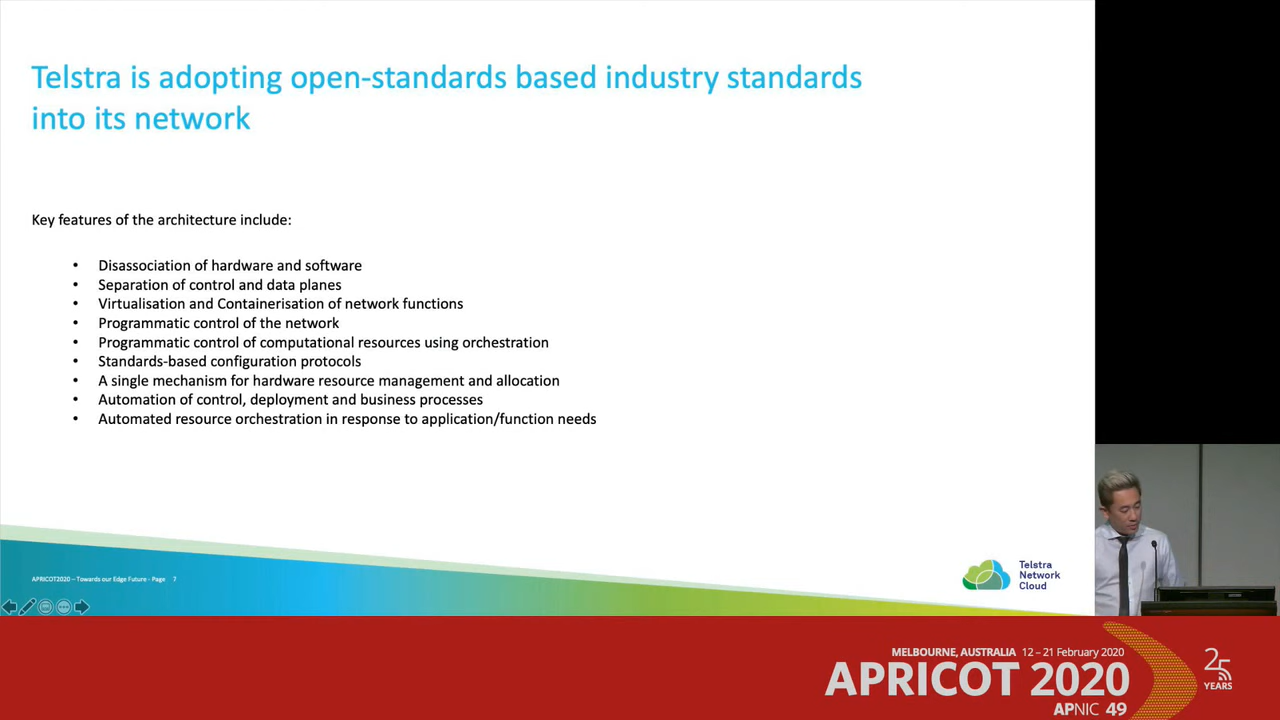 Telstra is adopting open-standards based industry standards
into its network
Key features of the architecture include:
• Disassociation of hardware and software
• Separation of control and data planes
• Virtualisation and Containerisation of network functions
• Programmatic control of the network
• Programmatic control of computational resources using orchestration
• Standards-based configuration protocols
• A single mechanism for hardware resource management and allocation
• Automation of control, deployment and business processes
• Automated resource orchestration in response to application/function needs
APRICOT2020 – Towards our Edge Future - Page 7
Telstra
Network
Cloud
MELBOURNE, AUSTRALIA 12 – 21 February 2020
APRICOT 2020
APNIC 49
25
YEARS